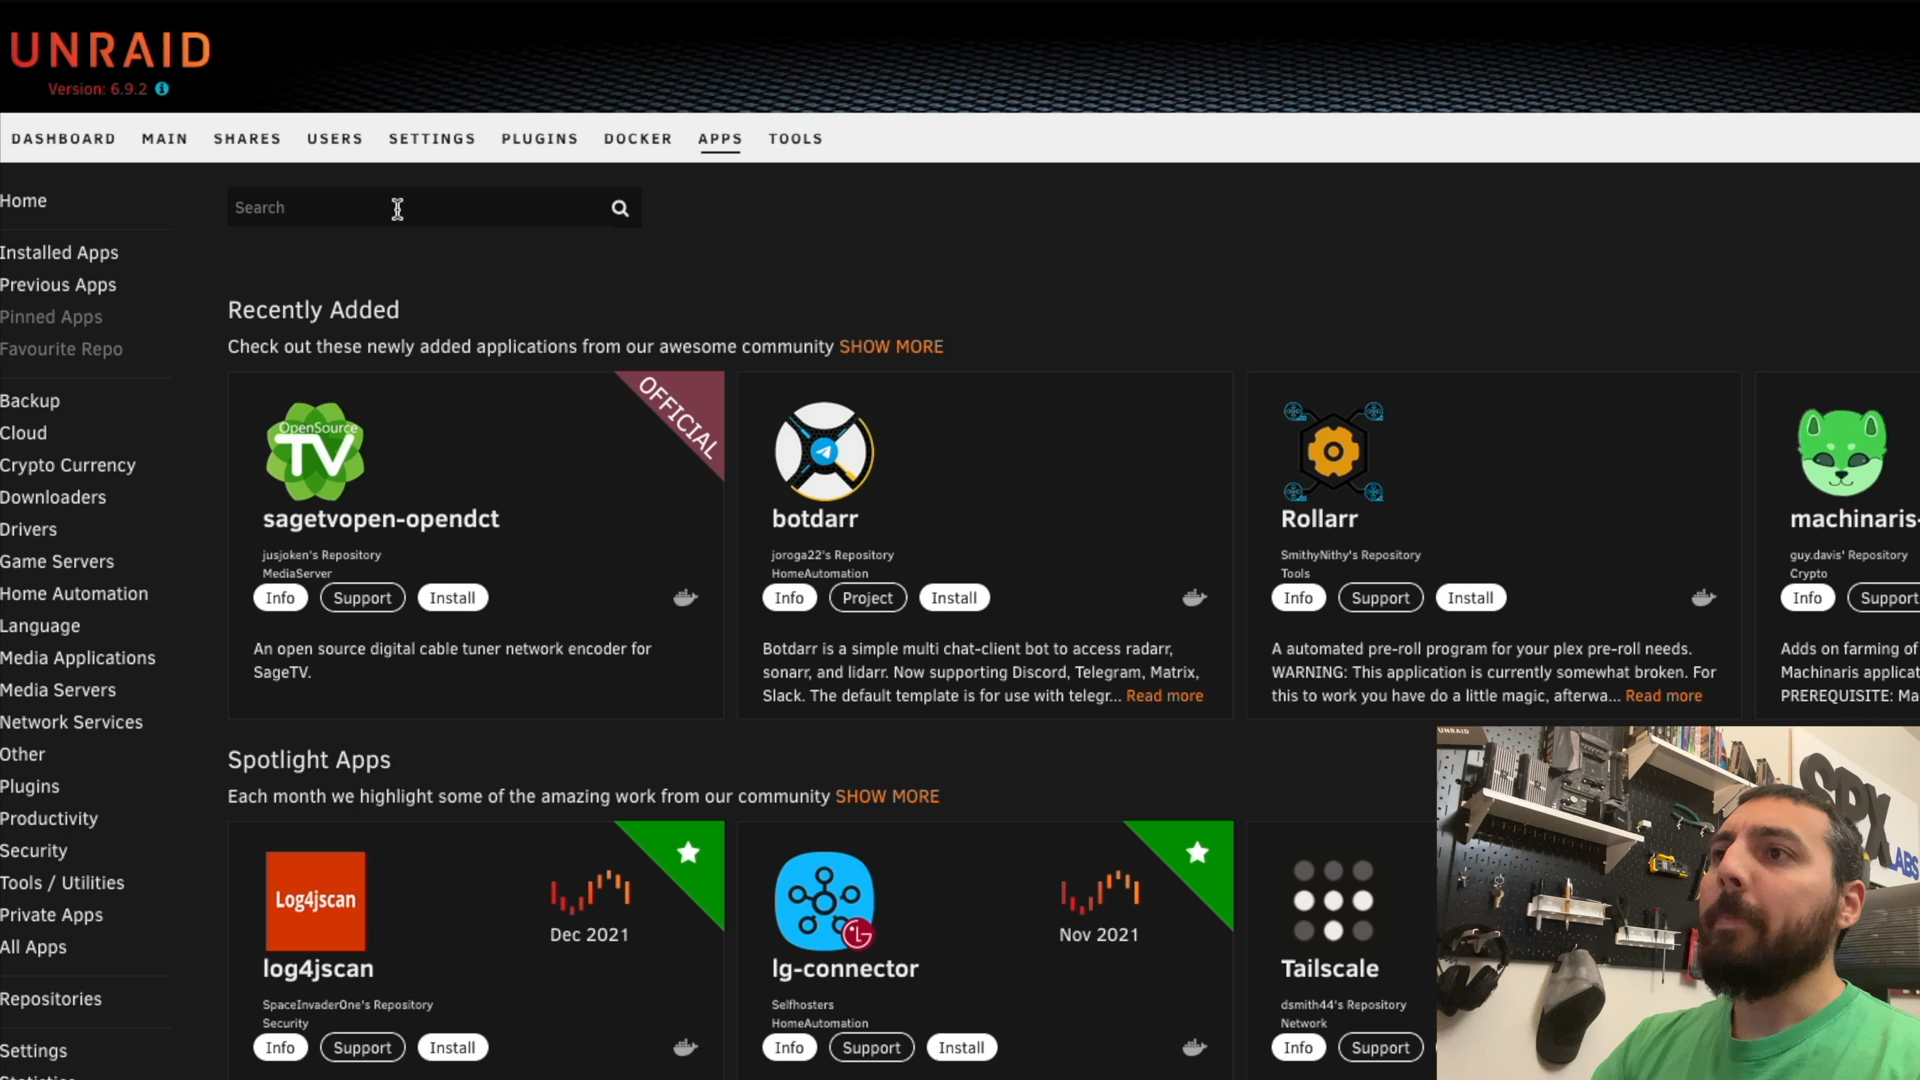 UNRAID
Version: 6.9.2
DASHBOARD MAIN SHARES USERS SETTINGS PLUGINS DOCKER APPS TOOLS
Home
Installed Apps
Previous Apps
Pinned Apps
Favourite Repo
Backup
Cloud
Crypto Currency
Downloaders
Drivers
Game Servers
Home Automation
Language
Media Applications
Media Servers
Network Services
Other
Plugins
Productivity
Security
Tools / Utilities
Private Apps
All Apps
Repositories
Settings
Search
Recently Added
Check out these newly added applications from our awesome community SHOW MORE
OFFICIAL
OpenSource
TV
sagetvopen-opendct
jusjoken's Repository
MediaServer
Info Support Install
An open source digital cable tuner network encoder for
SageTV.
botdarr
joroga22's Repository
HomeAutomation
Info Project Install
Botdarr is a simple multi chat-client bot to access radarr,
sonarr, and lidarr. Now supporting Discord, Telegram, Matrix,
Slack. The default template is for use with telegr... Read more
Rollarr
SmithyNithy's Repository
Tools
Info Support Install
A automated pre-roll program for your plex pre-roll needs.
WARNING: This application is currently somewhat broken. For
this to work you have do a little magic, afterwa... Read more
machinaris-
guy.davis' Repository
Crypto
Info Support
Adds on farming of
Machinaris applicat
PREREQUISITE: Ma
Spotlight Apps
Each month we highlight some of the amazing work from our community SHOW MORE
Log4jscan
Dec 2021
log4jscan
SpaceInvaderOne's Repository
Security
Info Support Install
LG
Nov 2021
lg-connector
Selfhosters
HomeAutomation
Info Support Install
Tailscale
dsmith44's Repository
Network
Info Support
UNRAID
SPX
LABS